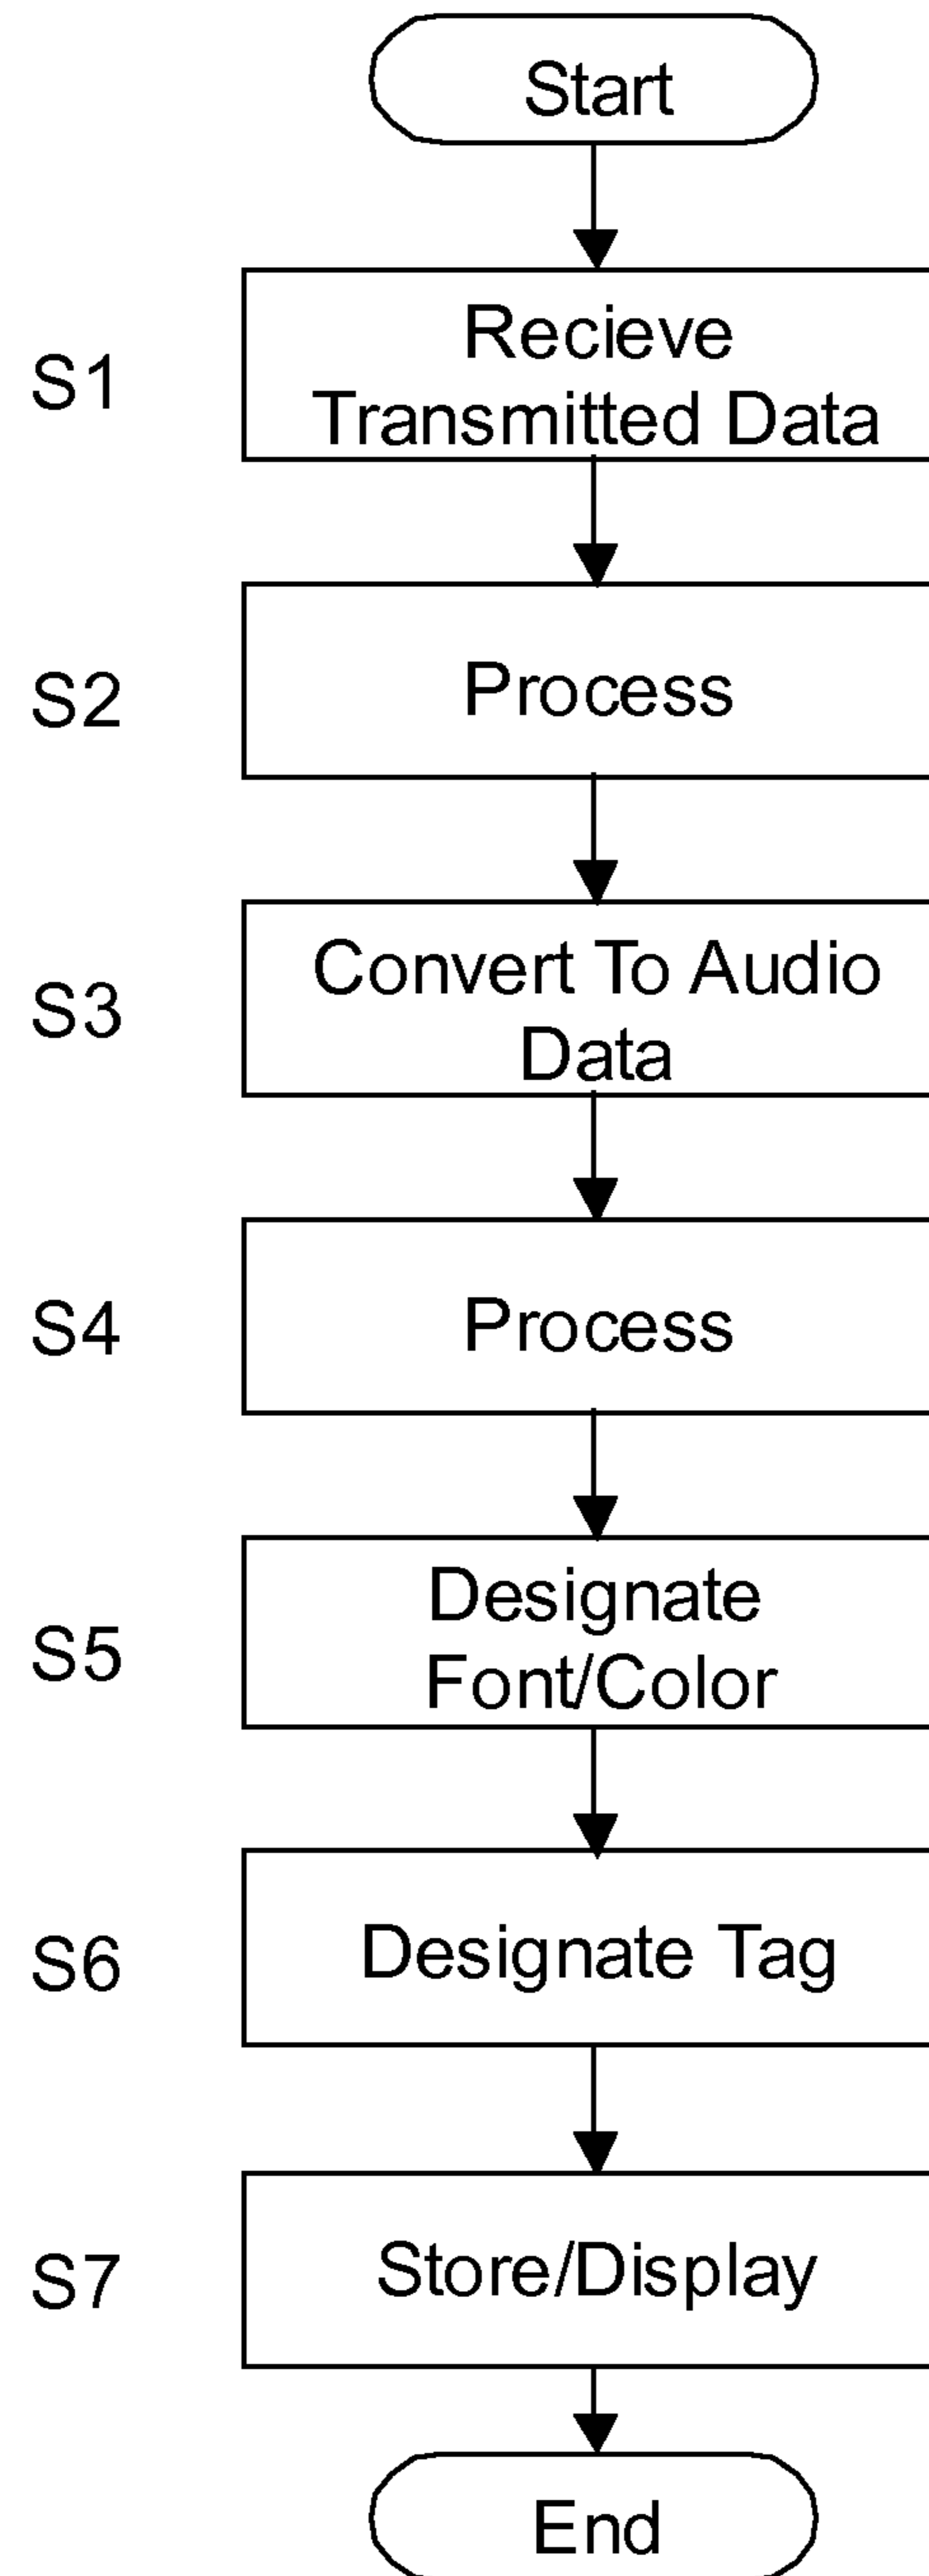 Start
S1
Recieve
Transmitted Data
S2
Process
S3
Convert To Audio
Data
S4
Process
S5
Designate
Font/Color
S6
Designate Tag
S7
Store/Display
End